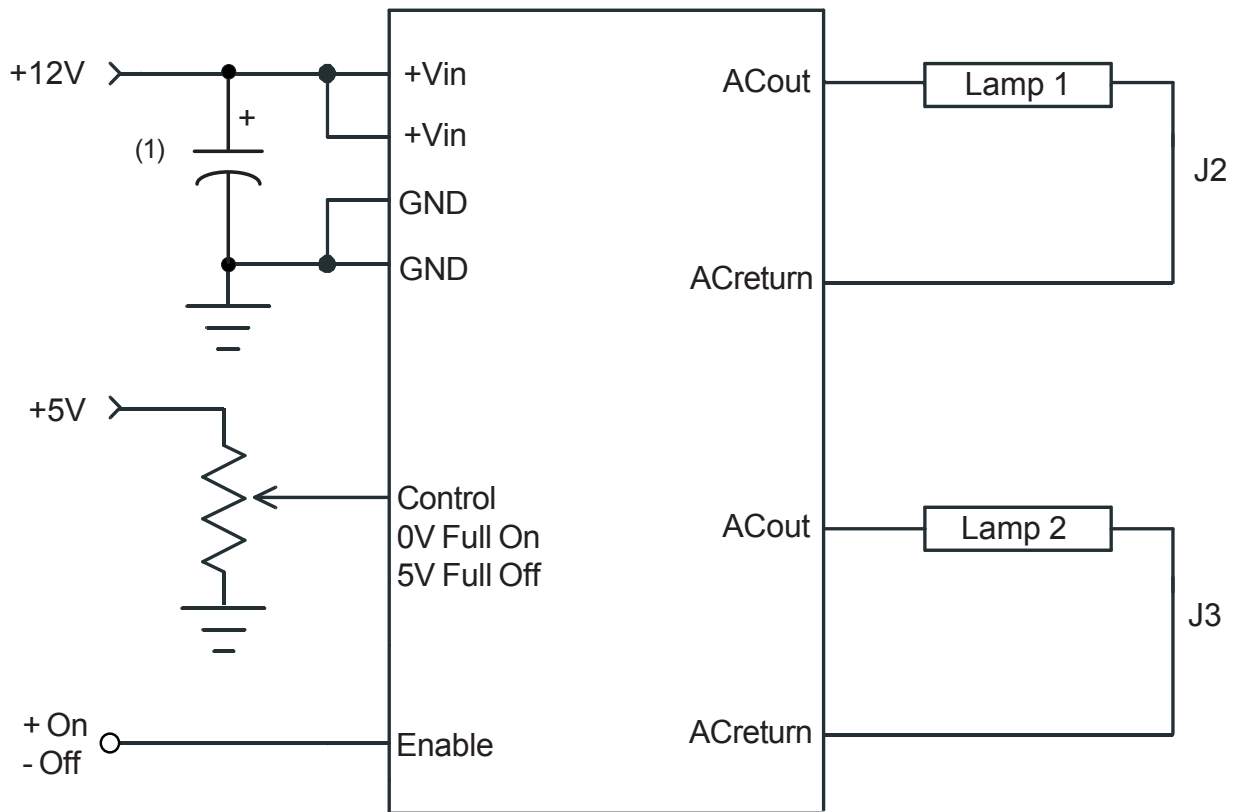 +12V
+
(1)
+Vin
+Vin
GND
GND
+5V
Control
0V Full On
5V Full Off
+ On
- Off
Enable
ACout
Lamp 1
J2
ACreturn
ACout
Lamp 2
J3
ACreturn